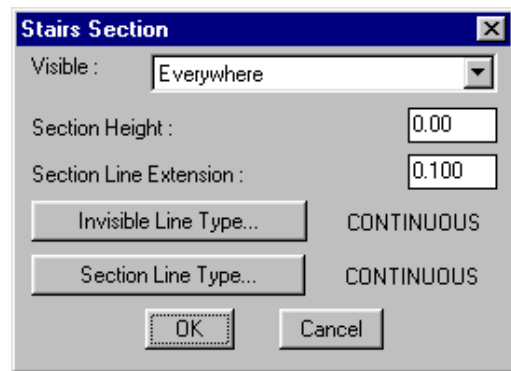 Stairs Section
Visible : Everywhere
Section Height : 0.00
Section Line Extension : 0.100
Invisible Line Type... CONTINUOUS
Section Line Type... CONTINUOUS
OK Cancel